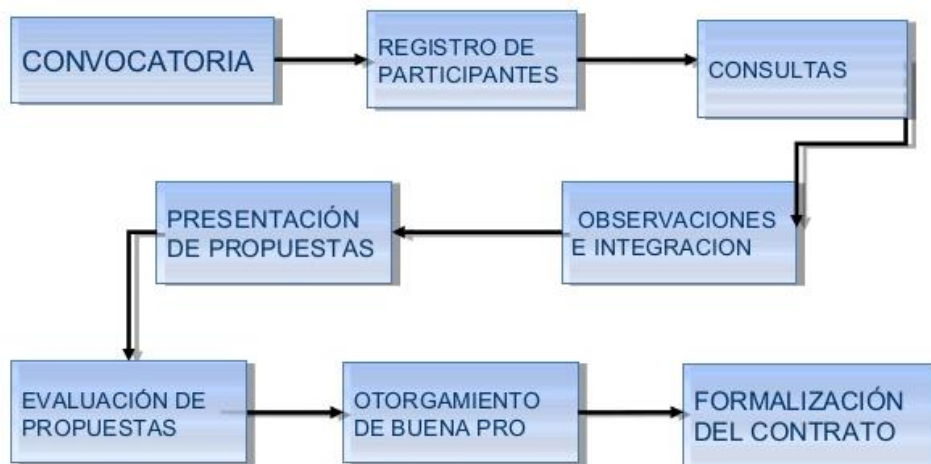 CONVOCATORIA
REGISTRO DE
PARTICIPANTES
CONSULTAS
OBSERVACIONES
E INTEGRACION
PRESENTACIÓN
DE PROPUESTAS
EVALUACIÓN DE
PROPUESTAS
OTORGAMIENTO
DE BUENA PRO
FORMALIZACIÓN
DEL CONTRATO